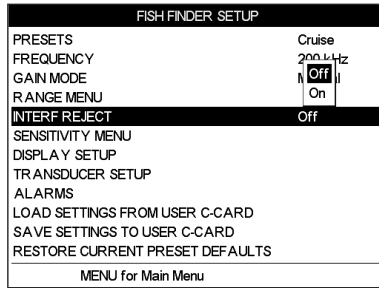 FISH FINDER SETUP
PRESETS Cruise
FREQUENCY 200 kHz
GAIN MODE
Off
RANGE MENU
On
INTERF REJECT Off
SENSITIVITY MENU
DISPLAY SETUP
TRANSDUCER SETUP
ALARMS
LOAD SETTINGS FROM USER C-CARD
SAVE SETTINGS TO USER C-CARD
RESTORE CURRENT PRESET DEFAULTS
MENU for Main Menu